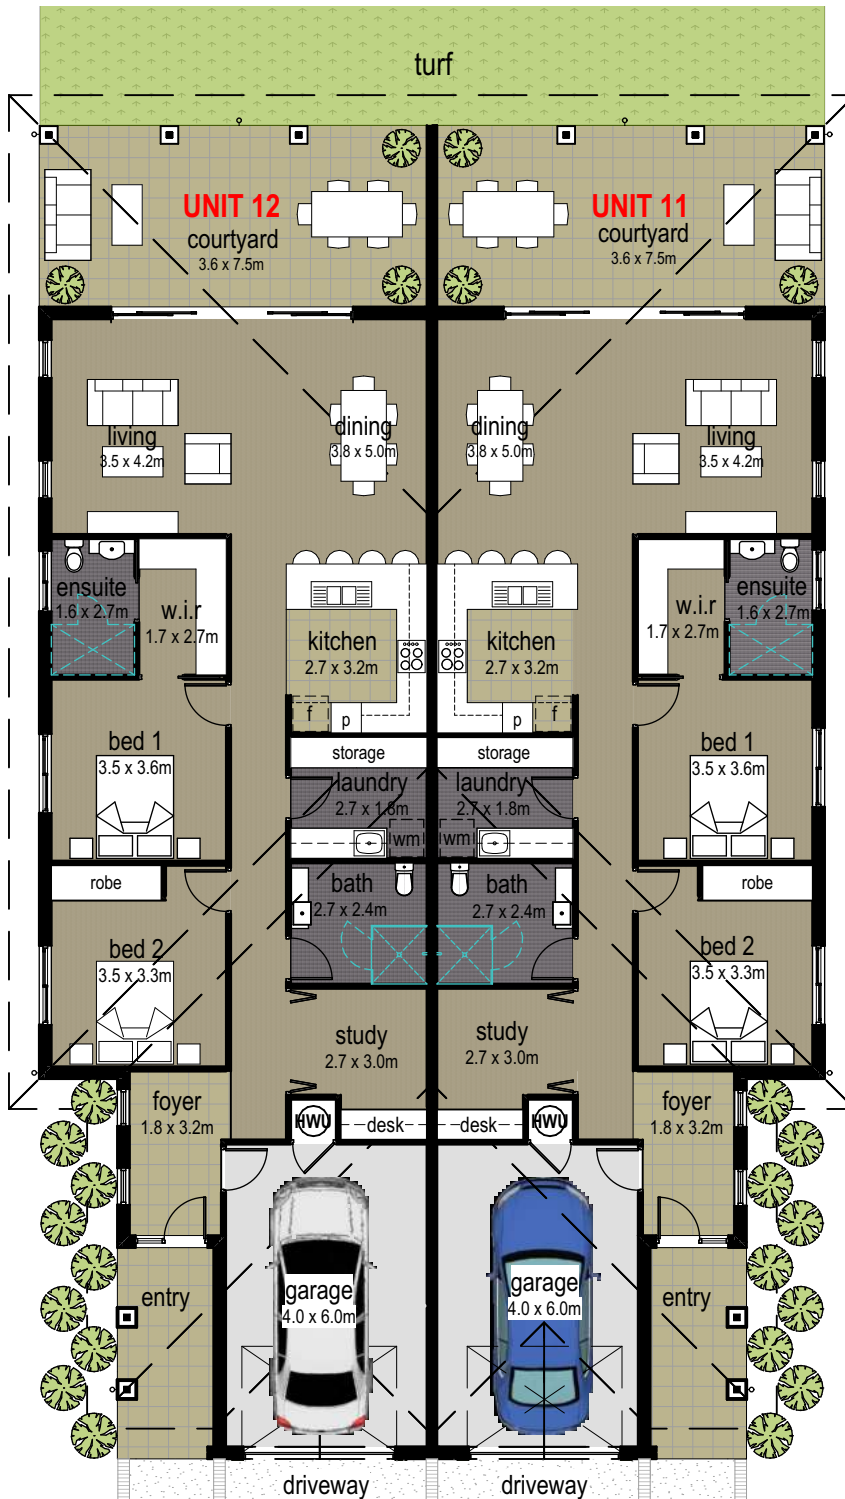 turf
UNIT 12
courtyard
3.6 x 7.5m
UNIT 11
courtyard
3.6 x 7.5m
living
3.5 x 4.2m
dining
3.8 x 5.0m
dining
3.8 x 5.0m
living
3.5 x 4.2m
ensuite
1.6 x 2.7m
w.i.r
1.7 x 2.7m
kitchen
2.7 x 3.2m
kitchen
2.7 x 3.2m
w.i.r
1.7 x 2.7m
ensuite
1.6 x 2.7m
f
p
p
f
bed 1
3.5 x 3.6m
storage
storage
bed 1
3.5 x 3.6m
laundry
2.7 x 1.8m
laundry
2.7 x 1.8m
wm
wm
robe
bath
2.7 x 2.4m
bath
2.7 x 2.4m
robe
bed 2
3.5 x 3.3m
bed 2
3.5 x 3.3m
study
2.7 x 3.0m
study
2.7 x 3.0m
foyer
1.8 x 3.2m
HWU
desk
desk
HWU
foyer
1.8 x 3.2m
entry
garage
4.0 x 6.0m
garage
4.0 x 6.0m
entry
driveway
driveway